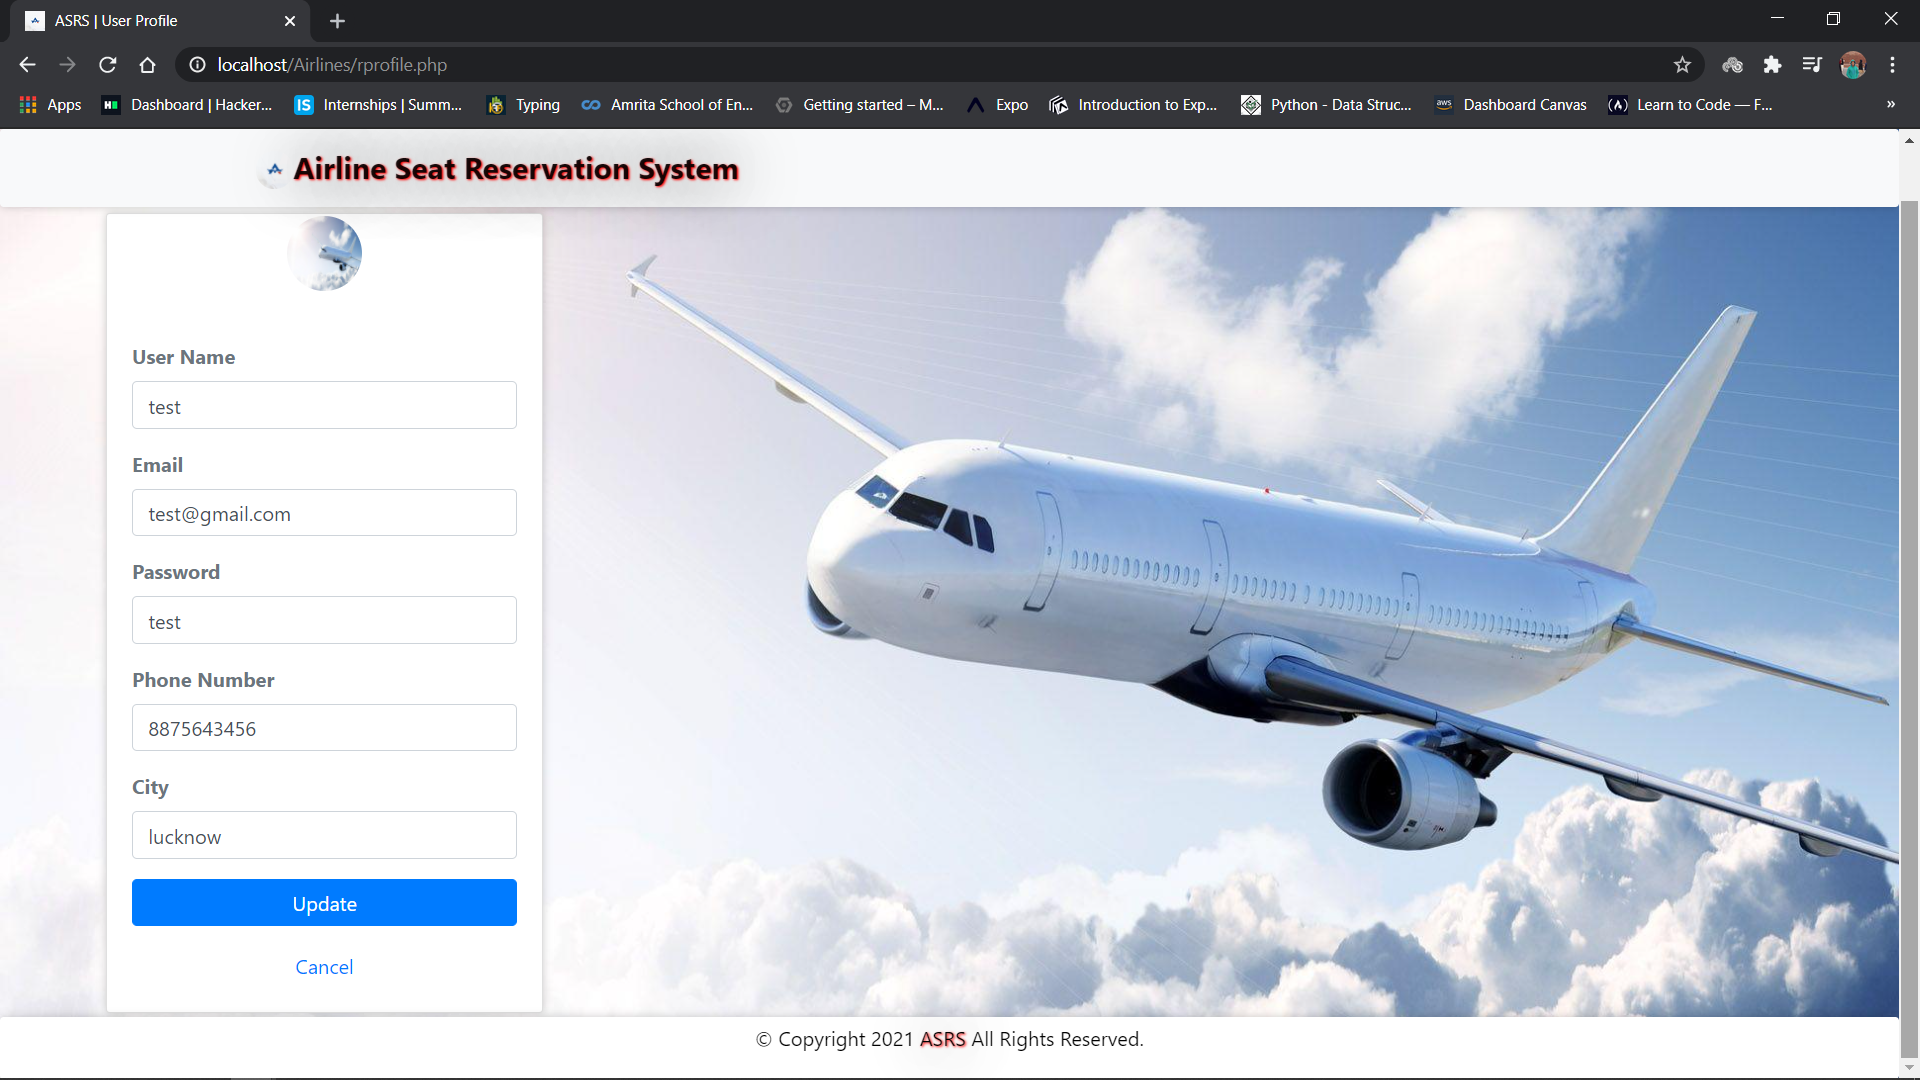 ASRS | User Profile
localhost/Airlines/rprofile.php
Apps
Dashboard | Hacker...
IS
Internships | Summ...
Typing
Amrita School of En...
Getting started – M...
Expo
Introduction to Exp...
Python - Data Struc...
aws
Dashboard Canvas
Learn to Code — F...
»
Airline Seat Reservation System
User Name
test
Email
test@gmail.com
Password
test
Phone Number
8875643456
City
lucknow
Update
Cancel
© Copyright 2021 ASRS All Rights Reserved.